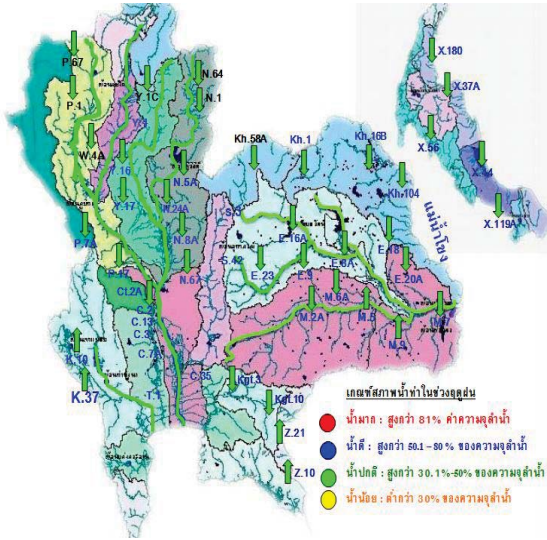 P.67
P.1
W.4A
Y.1C
N.64
N.1
Y.16
N.5A
Y.17
W.24A
N.8A
P.17
N.67
Ct.2A
C.2
C.13
C.3
C.7A
C.35
K.10
K.37
T.1
Kh.58A
Kh.1
Kh.16B
Kh.104
E.16A
E.8A
E.18
E.23
E.9
E.20A
M.6A
M.2A
M.5
M.9
แม่น้ำโขง
Kgt.3
Kgt.10
Z.21
Z.10
X.180
X.37A
X.56
X.119A
เกณฑ์สภาพน้ำท่าในช่วงฤดูฝน
น้ำมาก : สูงกว่า 81% ค่าความจุลำน้ำ
น้ำดี : สูงกว่า 50.1 – 80 % ของความจุลำน้ำ
น้ำปกติ : สูงกว่า 30.1%-50% ของความจุลำน้ำ
น้ำน้อย : ต่ำกว่า 30% ของความจุลำน้ำ